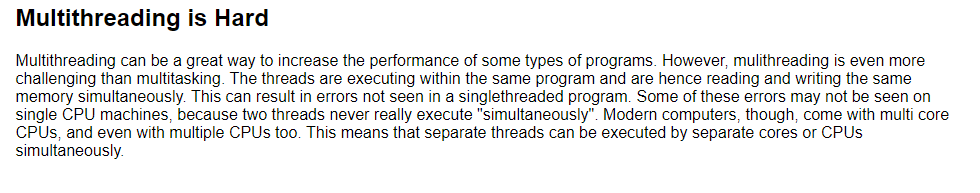 Multithreading is Hard
Multithreading can be a great way to increase the performance of some types of programs. However, mulithreading is even more
challenging than multitasking. The threads are executing within the same program and are hence reading and writing the same
memory simultaneously. This can result in errors not seen in a singlethreaded program. Some of these errors may not be seen on
single CPU machines, because two threads never really execute "simultaneously". Modern computers, though, come with multi core
CPUs, and even with multiple CPUs too. This means that separate threads can be executed by separate cores or CPUs
simultaneously.